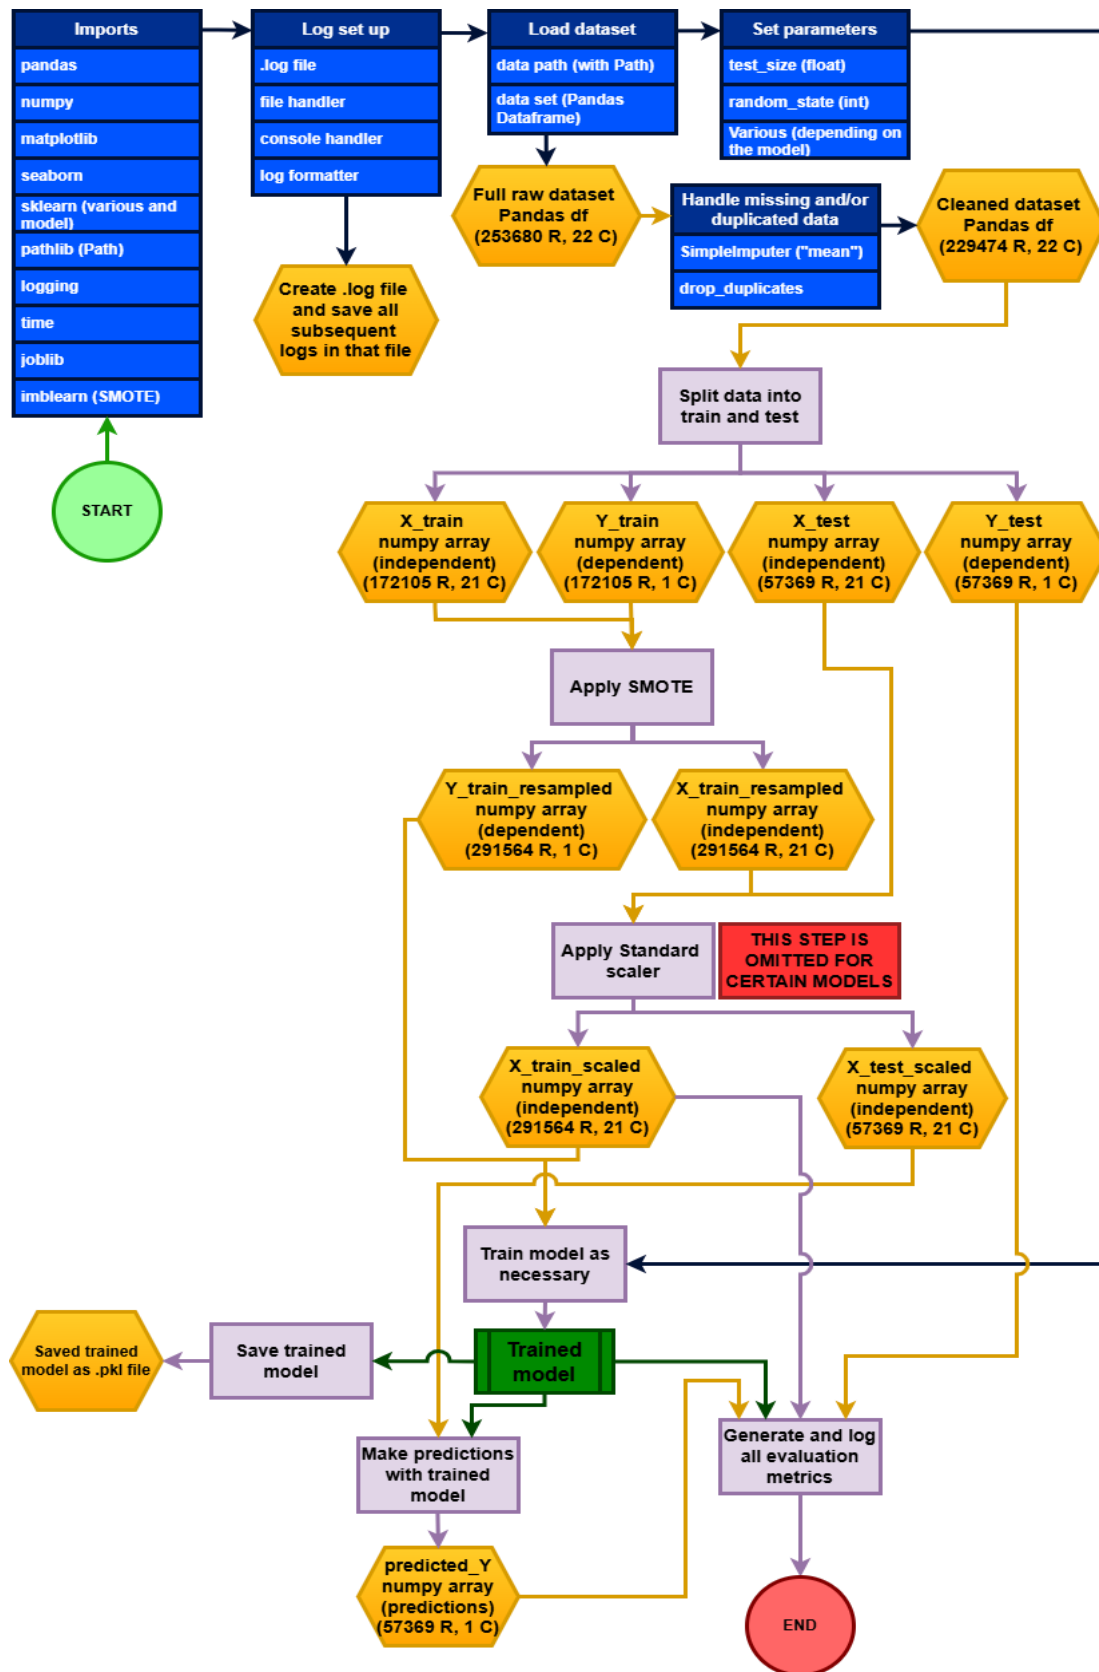 Imports
pandas
numpy
matplotlib
seaborn
sklearn (various and
model)
pathlib (Path)
logging
time
joblib
imblearn (SMOTE)
START
Log set up
.log file
file handler
console handler
log formatter
Create .log file
and save all
subsequent
logs in that file
Load dataset
data path (with Path)
data set (Pandas
Dataframe)
Set parameters
test_size (float)
random_state (int)
Various (depending on
the model)
Full raw dataset
Pandas df
(253680 R, 22 C)
Handle missing and/or
duplicated data
SimpleImputer ("mean")
drop_duplicates
Cleaned dataset
Pandas df
(229474 R, 22 C)
Split data into
train and test
X_train
numpy array
(independent)
(172105 R, 21 C)
Y_train
numpy array
(dependent)
(172105 R, 1 C)
X_test
numpy array
(independent)
(57369 R, 21 C)
Y_test
numpy array
(dependent)
(57369 R, 1 C)
Apply SMOTE
Y_train_resampled
numpy array
(dependent)
(291564 R, 1 C)
X_train_resampled
numpy array
(independent)
(291564 R, 21 C)
Apply Standard
scaler
THIS STEP IS
OMITTED FOR
CERTAIN MODELS
X_train_scaled
numpy array
(independent)
(291564 R, 21 C)
X_test_scaled
numpy array
(independent)
(57369 R, 21 C)
Train model as
necessary
Trained
model
Save trained
model
Saved trained
model as .pkl file
Make predictions
with trained
model
Generate and log
all evaluation
metrics
predicted_Y
numpy array
(predictions)
(57369 R, 1 C)
END